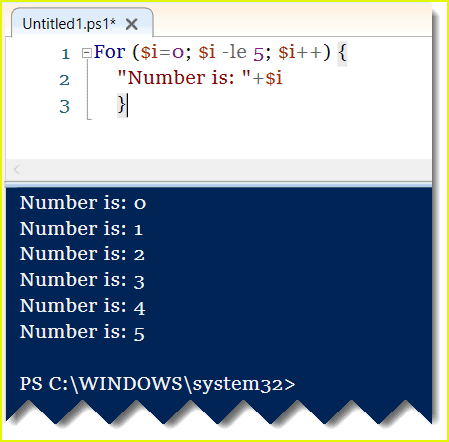 Untitled1.ps1* X
1 For ($i=0; $i -le 5; $i++) {
2 "Number is: "+$i
3 }
Number is: 0
Number is: 1
Number is: 2
Number is: 3
Number is: 4
Number is: 5
PS C:\WINDOWS\system32>